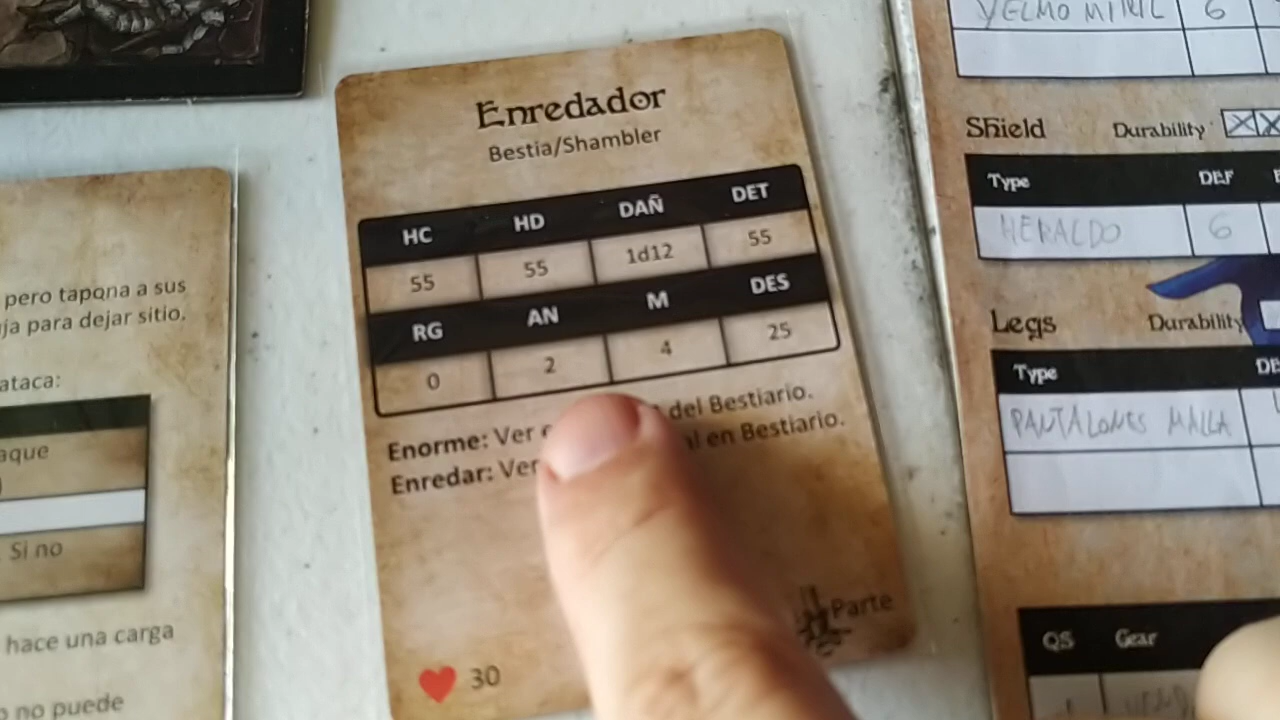 pero tapona a sus
ja para dejar sitio.
ataca:
aque
Si no
hace una carga
no puede
Enredador
Bestia/Shambler
HC HD DAÑ DET
55 55 1d12 55
RG AN M DES
0 2 4 25
Enorme: Ver del Bestiario.
Enredar: Ver en Bestiario.
Parte
30
YELMO MITRIL 6
Shield Durability
Type DEF
HERALDO 6
Legs Durability
Type
PANTALONES MALLA
QS Gear